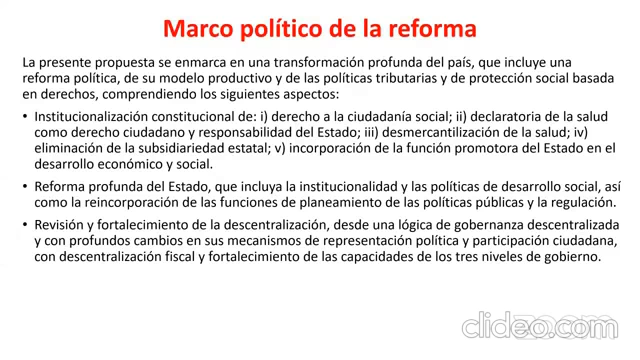 Marco político de la reforma
La presente propuesta se enmarca en una transformación profunda del país, que incluye una
reforma política, de su modelo productivo y de las políticas tributarias y de protección social basada
en derechos, comprendiendo los siguientes aspectos:
• Institucionalización constitucional de: i) derecho a la ciudadanía social; ii) declaratoria de la salud
como derecho ciudadano y responsabilidad del Estado; iii) desmercantilización de la salud; iv)
eliminación de la subsidiariedad estatal; v) incorporación de la función promotora del Estado en el
desarrollo económico y social.
• Reforma profunda del Estado, que incluya la institucionalidad y las políticas de desarrollo social, así
como la reincorporación de las funciones de planeamiento de las políticas públicas y la regulación.
• Revisión y fortalecimiento de la descentralización, desde una lógica de gobernanza descentralizada
y con profundos cambios en sus mecanismos de representación política y participación ciudadana,
con descentralización fiscal y fortalecimiento de las capacidades de los tres niveles de gobierno.
zoom
clideo.com